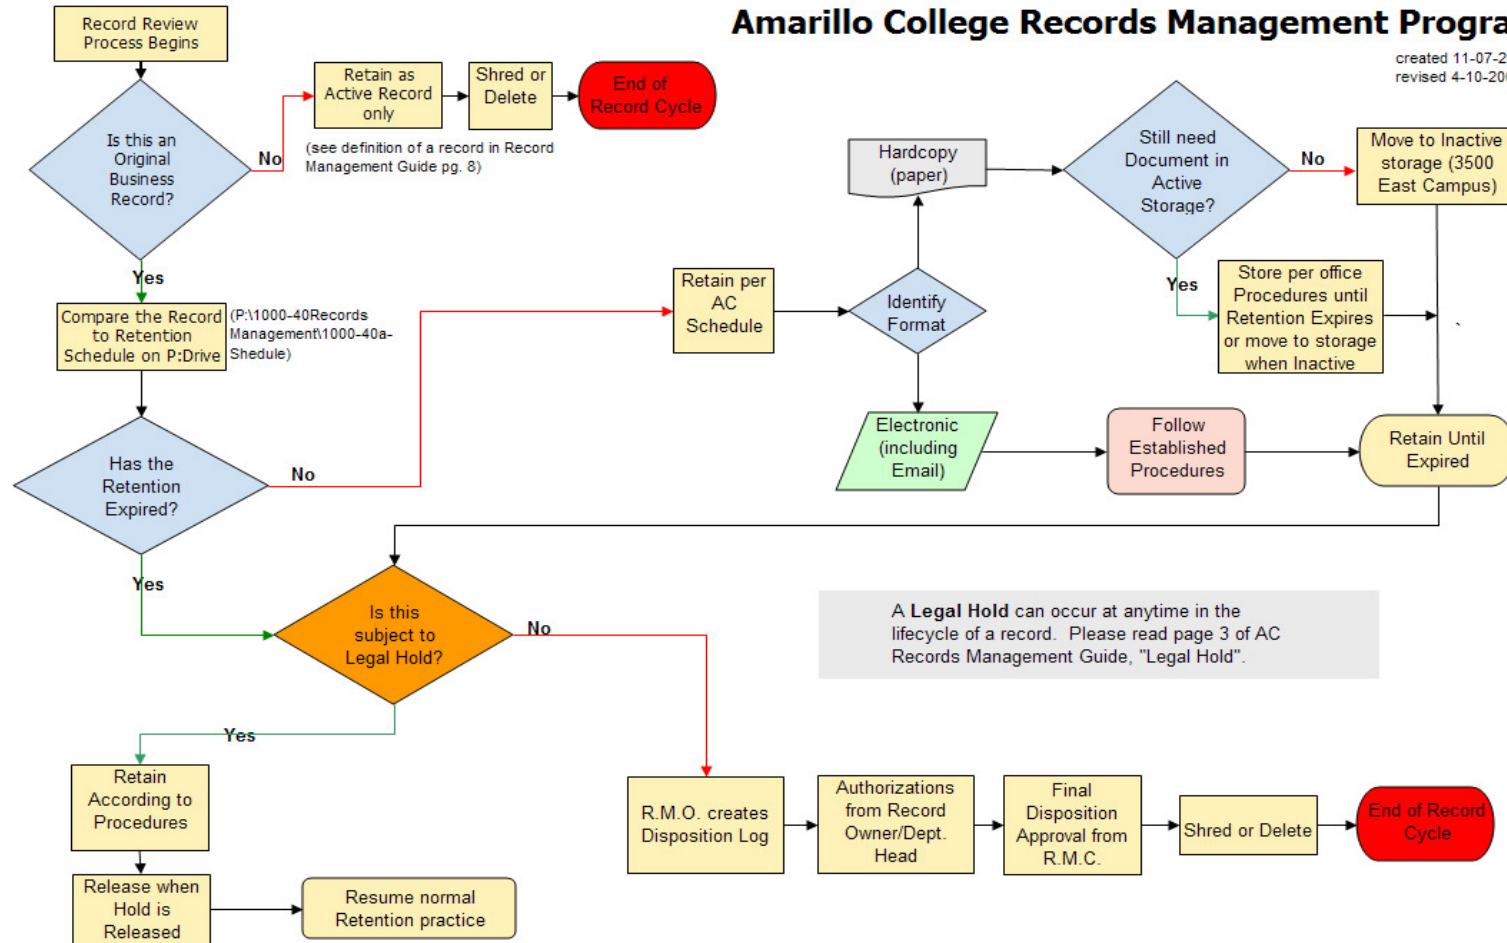 Amarillo College Records Management Progra
created 11-07-2
revised 4-10-20
Record Review
Process Begins
Is this an
Original
Business
Record?
No
Retain as
Active Record
only
Shred or
Delete
End of
Record Cycle
(see definition of a record in Record
Management Guide pg. 8)
Yes
Compare the Record
to Retention
Schedule on P:Drive
(P:\1000-40Records
Management\1000-40a-
Shedule)
Has the
Retention
Expired?
No
Retain per
AC
Schedule
Identify
Format
Hardcopy
(paper)
Still need
Document in
Active
Storage?
No
Move to Inactive
storage (3500
East Campus)
Yes
Store per office
Procedures until
Retention Expires
or move to storage
when Inactive
Electronic
(including
Email)
Follow
Established
Procedures
Retain Until
Expired
Yes
Is this
subject to
Legal Hold?
No
A Legal Hold can occur at anytime in the
lifecycle of a record. Please read page 3 of AC
Records Management Guide, "Legal Hold".
Yes
Retain
According to
Procedures
Release when
Hold is
Released
Resume normal
Retention practice
R.M.O. creates
Disposition Log
Authorizations
from Record
Owner/Dept.
Head
Final
Disposition
Approval from
R.M.C.
Shred or Delete
End of Record
Cycle